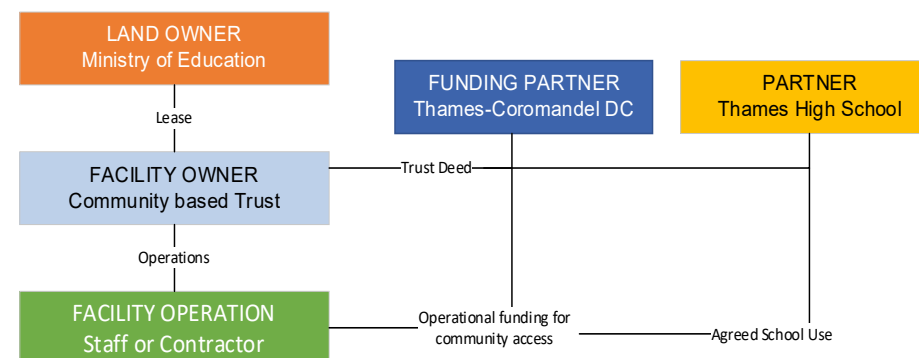 LAND OWNER
Ministry of Education
FUNDING PARTNER
Thames-Coromandel DC
PARTNER
Thames High School
Lease
FACILITY OWNER
Community based Trust
Trust Deed
Operations
FACILITY OPERATION
Staff or Contractor
Operational funding for
community access
Agreed School Use